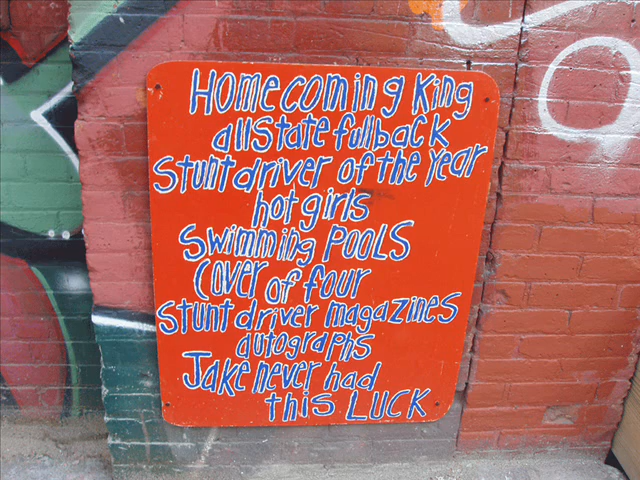 Homecoming King
allState fullback
Stunt driver of the Year
hot girls
Swimming POOLS
Cover of four
Stunt driver magazines
autographs
Jake never had
this LUCK